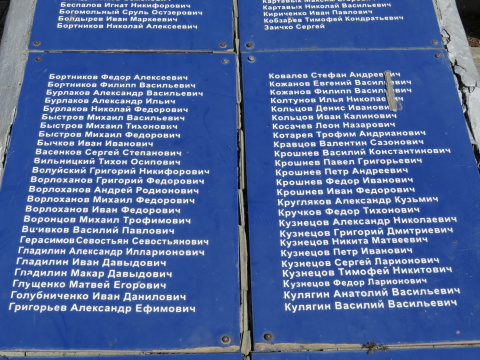 Беспалов Игнат Никифорович
Богомольный Сруль Остзерович
Болдырев Иван Маркеевич
Бортников Николай Алексеевич
Картавых Николай Васильевич
Кириченко Иван Павлович
Кобзарев Тимофей Кондратьевич
Заичко Сергей
Бортников Федор Алексеевич
Бортников Филипп Васильевич
Бурлаков Александр Васильевич
Бурлаков Александр Ильич
Бурлаков Николай Федорович
Быстров Михаил Васильевич
Быстров Михаил Тихонович
Быстров Михаил Федорович
Бычков Иван Иванович
Васенков Сергей Степанович
Вильницкий Тихон Осипович
Волуйский Григорий Никифорович
Ворлоханов Григорий Федорович
Ворлоханов Андрей Родионович
Ворлоханов Михаил Федорович
Ворлоханов Иван Федорович
Воронцов Михаил Трофимович
Вычивков Василий Павлович
Герасимов Севостьян Севостьянович
Гладилин Александр Илларионович
Гладилин Иван Давыдович
Гладилин Макар Давыдович
Глущенко Матвей Егорович
Голубниченко Иван Данилович
Григорьев Александр Ефимович
Ковалев Стефан Андреевич
Кожанов Евгений Васильевич
Кожанов Филипп Васильевич
Колтунов Илья Николаевич
Кольцов Денис Иванович
Кольцов Иван Калинович
Косачев Леон Назарович
Котарев Трофим Андрианович
Кравцов Валентин Сазонович
Крошнев Василий Константинович
Крошнев Павел Григорьевич
Крошнев Петр Андреевич
Крошнев Федор Иванович
Крошнев Иван Федорович
Кругляков Александр Кузьмич
Кручков Федор Тихонович
Кузнецов Александр Николаевич
Кузнецов Григорий Дмитриевич
Кузнецов Никита Матвеевич
Кузнецов Петр Иванович
Кузнецов Сергей Ларионович
Кузнецов Тимофей Никитович
Кузнецов Федор Ларионович
Кулягин Анатолий Васильевич
Кулягин Василий Васильевич